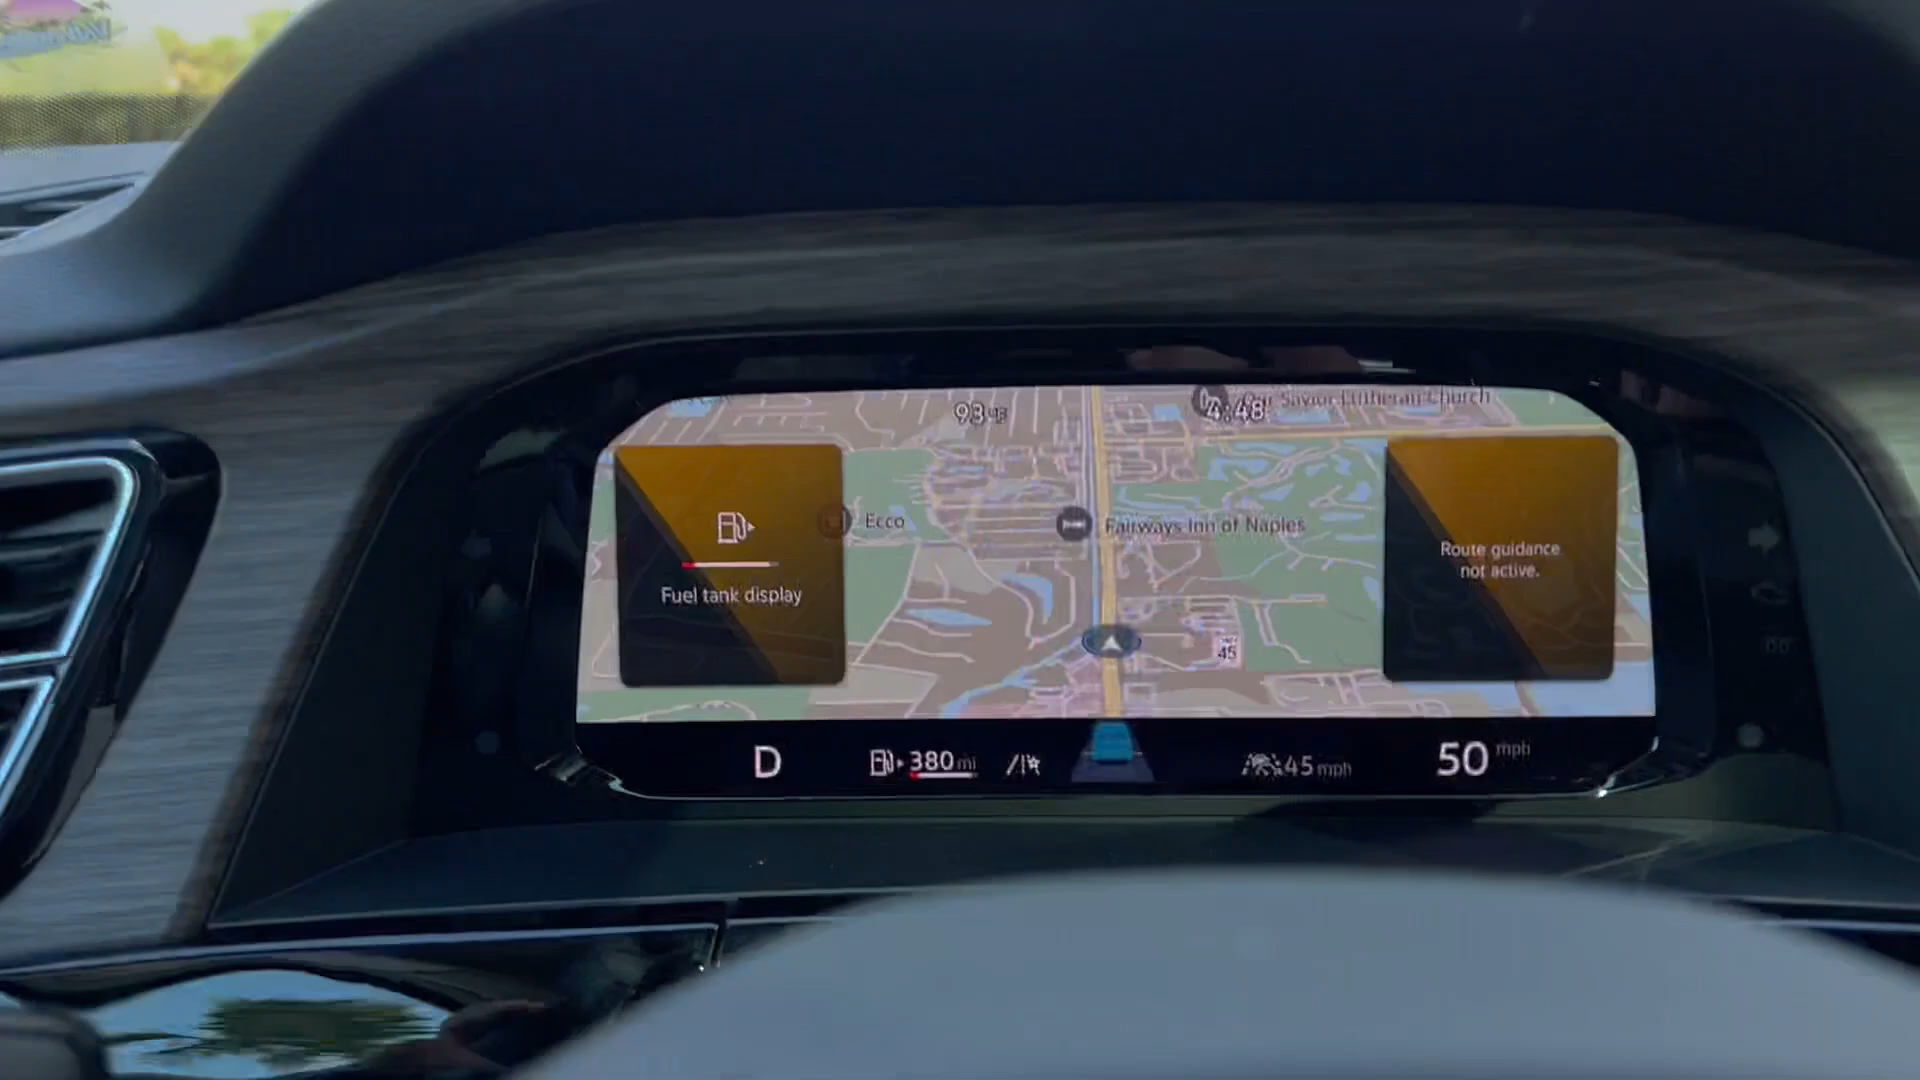 93°F
4:48
Our Savior Lutheran Church
Ecco
Fairways Inn of Naples
Fuel tank display
Route guidance
not active.
45
D
380 mi
45 mph
50 mph